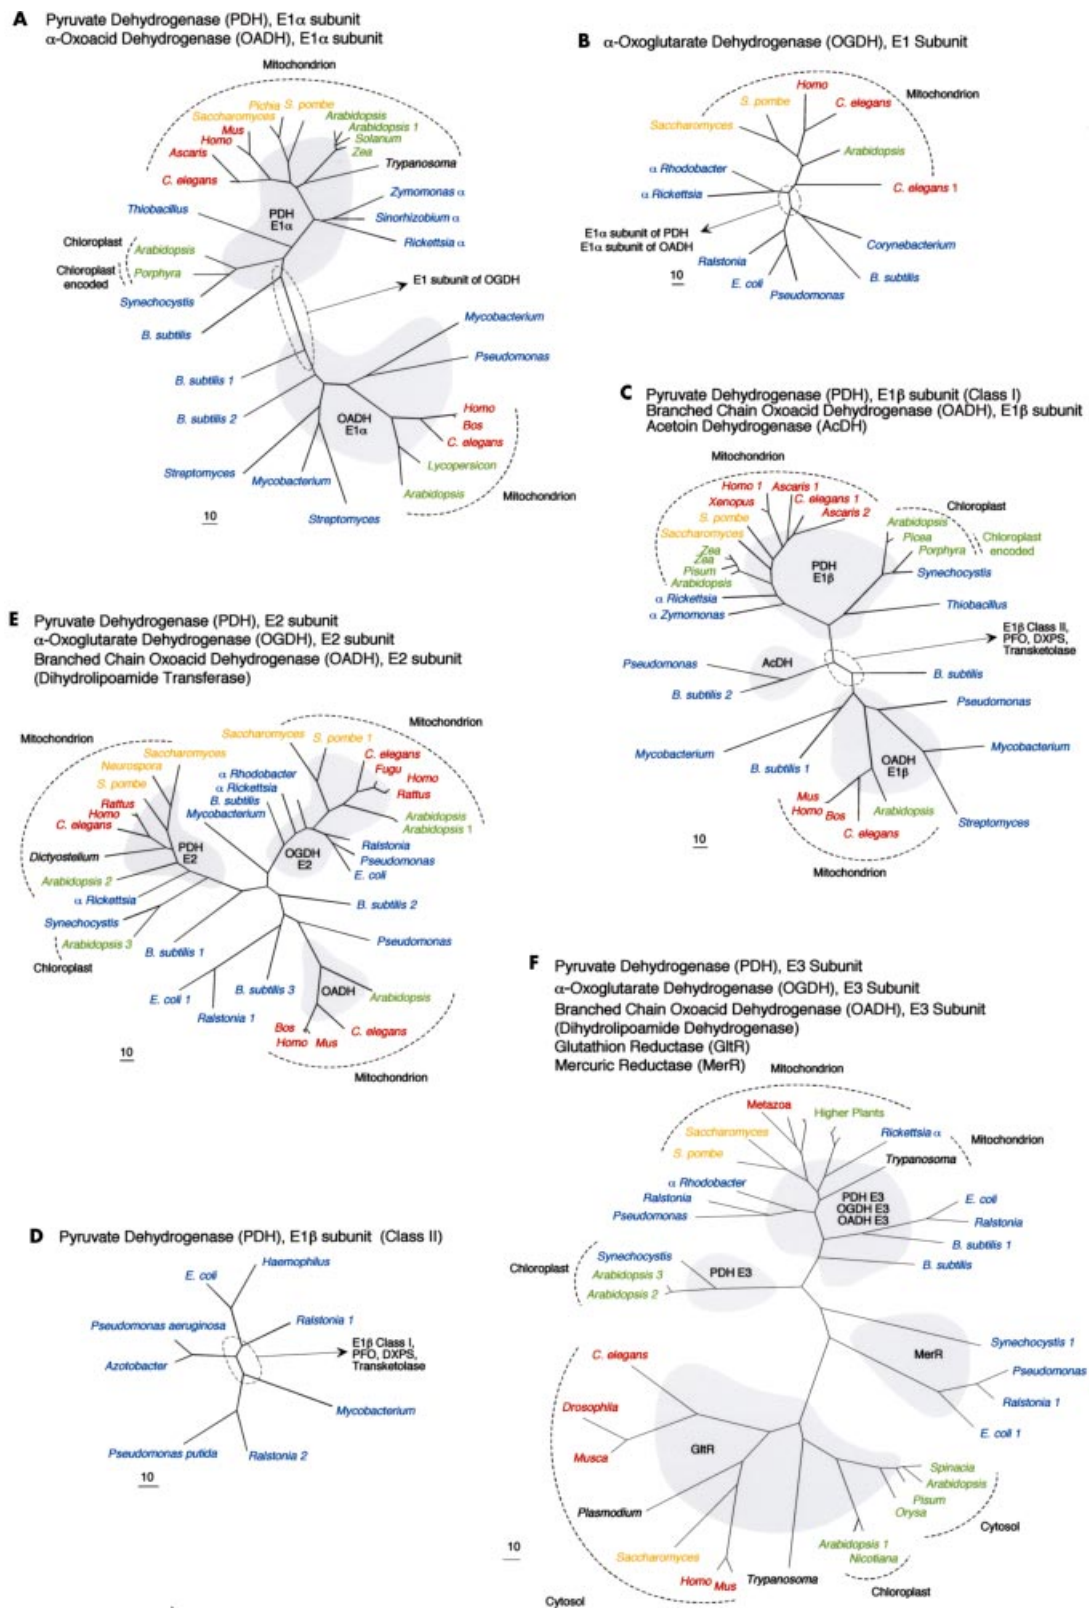 A Pyruvate Dehydrogenase (PDH), E1α subunit
α-Oxoacid Dehydrogenase (OADH), E1α subunit
Mitochondrion
Pichia S. pombe
Saccharomyces
Arabidopsis
Mus
Arabidopsis 1
Homo
Solanum
Ascaris
Zea
Trypanosoma
C. elegans
Zymomonas α
Thiobacillus
PDH
E1α
Sinorhizobium α
Rickettsia α
Chloroplast
Arabidopsis
Chloroplast
encoded
Porphyra
E1 subunit of OGDH
Synechocystis
B. subtilis
Mycobacterium
Pseudomonas
B. subtilis 1
B. subtilis 2
OADH
E1α
Homo
Bos
C. elegans
Lycopersicon
Streptomyces
Mycobacterium
Arabidopsis
Mitochondrion
Streptomyces
10
B α-Oxoglutarate Dehydrogenase (OGDH), E1 Subunit
Homo
Mitochondrion
S. pombe
C. elegans
Saccharomyces
Arabidopsis
α Rhodobacter
C. elegans 1
α Rickettsia
E1α subunit of PDH
E1α subunit of OADH
Corynebacterium
Ralstonia
B. subtilis
E. coli
Pseudomonas
10
C Pyruvate Dehydrogenase (PDH), E1β subunit (Class I)
Branched Chain Oxoacid Dehydrogenase (OADH), E1β subunit
Acetoin Dehydrogenase (AcDH)
Mitochondrion
Homo 1 Ascaris 1
Xenopus C. elegans 1
Chloroplast
S. pombe
Ascaris 2
Arabidopsis
Saccharomyces
Picea
Chloroplast
encoded
Zea
Zea
Porphyra
Pisum
PDH
E1β
Synechocystis
Arabidopsis
α Rickettsia
Thiobacillus
α Zymomonas
E1β Class II,
PFO, DXPS,
Transketolase
Pseudomonas
AcDH
B. subtilis
B. subtilis 2
Pseudomonas
Mycobacterium
B. subtilis 1
OADH
E1β
Mycobacterium
Mus
Homo Bos
Arabidopsis
C. elegans
Streptomyces
Mitochondrion
10
E Pyruvate Dehydrogenase (PDH), E2 subunit
α-Oxoglutarate Dehydrogenase (OGDH), E2 subunit
Branched Chain Oxoacid Dehydrogenase (OADH), E2 subunit
(Dihydrolipoamide Transferase)
Mitochondrion
Mitochondrion
Saccharomyces
S. pombe 1
Saccharomyces
Neurospora
C. elegans
Fugu
S. pombe
α Rhodobacter
Homo
α Rickettsia
Rattus
Rattus
B. subtilis
Homo
Mycobacterium
Arabidopsis
C. elegans
Arabidopsis 1
PDH
E2
OGDH
E2
Ralstonia
Dictyostelium
Pseudomonas
E. coli
Arabidopsis 2
α Rickettsia
B. subtilis 2
Synechocystis
Arabidopsis 3
Pseudomonas
B. subtilis 1
Chloroplast
E. coli 1
B. subtilis 3
OADH
Arabidopsis
Ralstonia 1
Bos
C. elegans
Homo Mus
Mitochondrion
10
D Pyruvate Dehydrogenase (PDH), E1β subunit (Class II)
Haemophilus
E. coli
Ralstonia 1
Pseudomonas aeruginosa
E1β Class I,
PFO, DXPS,
Transketolase
Azotobacter
Mycobacterium
Pseudomonas putida
Ralstonia 2
10
F Pyruvate Dehydrogenase (PDH), E3 Subunit
α-Oxoglutarate Dehydrogenase (OGDH), E3 Subunit
Branched Chain Oxoacid Dehydrogenase (OADH), E3 Subunit
(Dihydrolipoamide Dehydrogenase)
Glutathion Reductase (GltR)
Mercuric Reductase (MerR)
Mitochondrion
Metazoa
Higher Plants
Saccharomyces
Rickettsia α
Mitochondrion
S. pombe
Trypanosoma
α Rhodobacter
Ralstonia
PDH E3
OGDH E3
OADH E3
E. coli
Pseudomonas
Ralstonia
B. subtilis 1
Synechocystis
B. subtilis
Chloroplast
Arabidopsis 3
PDH E3
Arabidopsis 2
Synechocystis 1
C. elegans
MerR
Pseudomonas
Drosophila
Ralstonia 1
E. coli 1
Musca
GltR
Spinacia
Arabidopsis
Plasmodium
Pisum
Orysa
Cytosol
Arabidopsis 1
Saccharomyces
Nicotiana
Homo Mus
Trypanosoma
Chloroplast
Cytosol
10